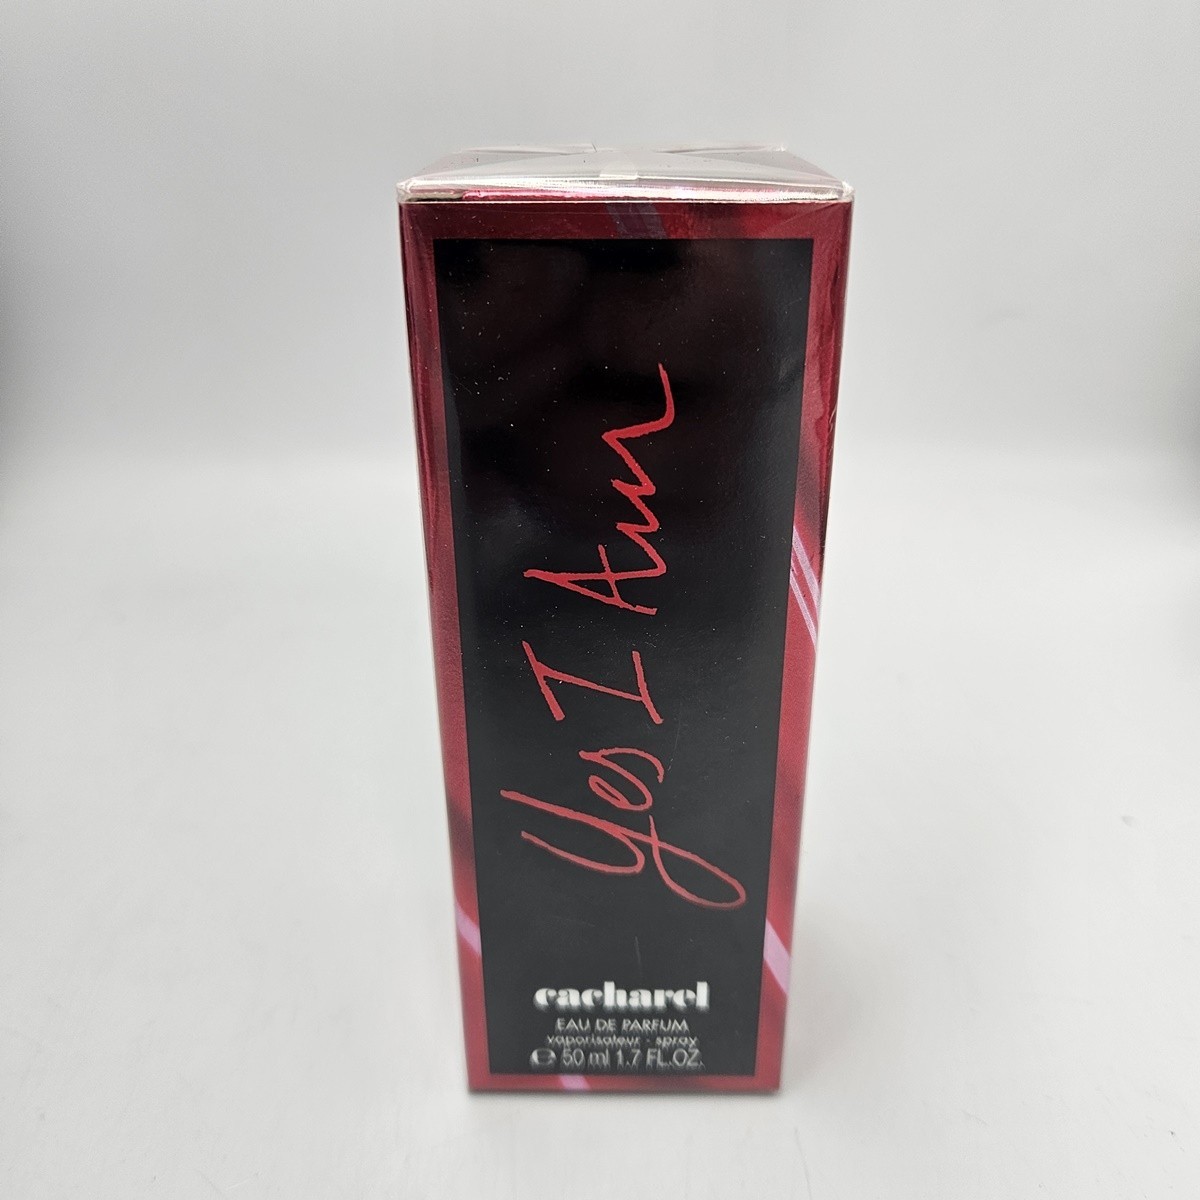 Yes I Am
cacharel
EAU DE PARFUM
vaporisateur - spray
℮ 50 ml 1.7 FL.OZ.